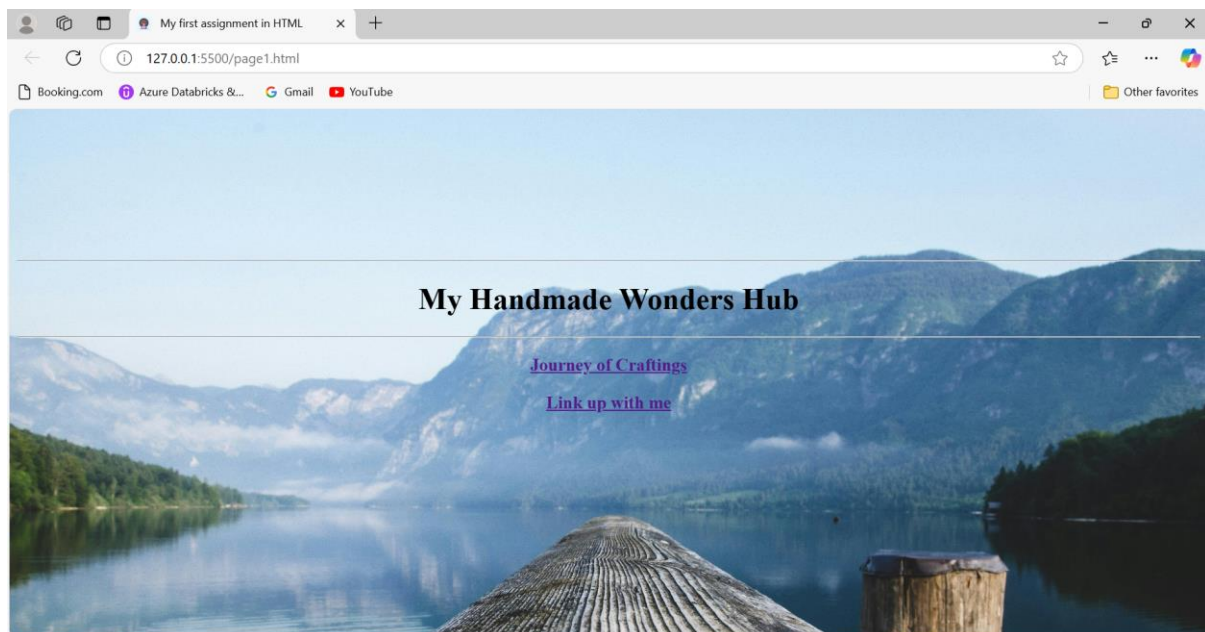 My first assignment in HTML
127.0.0.1:5500/page1.html
Booking.com Azure Databricks &... Gmail YouTube Other favorites
My Handmade Wonders Hub
Journey of Craftings
Link up with me